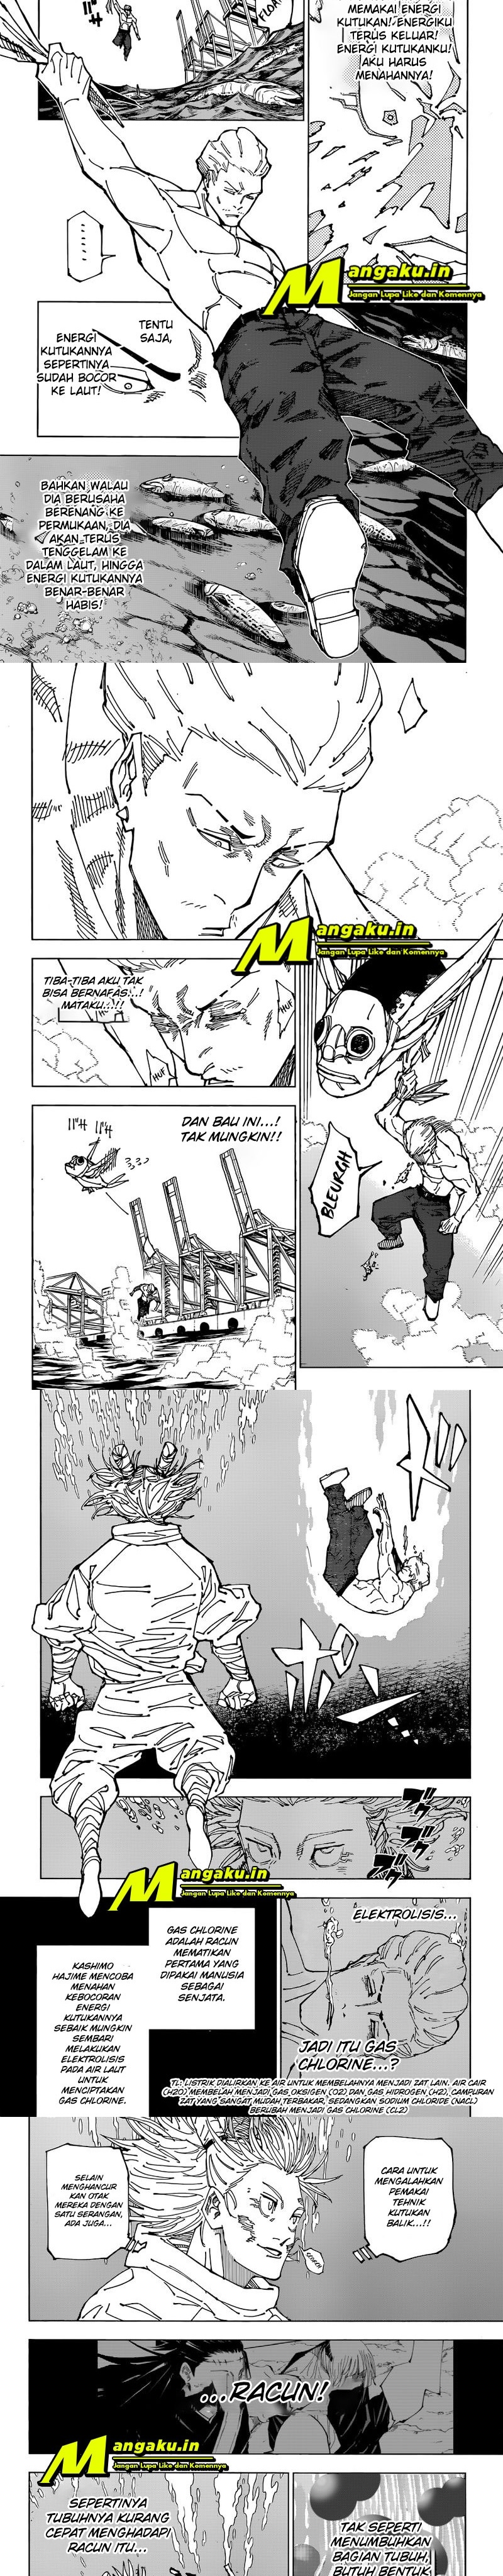 MEMAKAI ENERGI
KUTUKAN! ENERGIKU
TERUS KELUAR!
ENERGI KUTUKANKU!
AKU HARUS
MENAHANNYA!
FLOAT
Mangaku.in
Jangan Lupa Like dan Komennya
TENTU
SAJA,
ENERGI
KUTUKANNYA
SEPERTINYA
SUDAH BOCOR
KE LAUT!
BAHKAN WALAU
DIA BERUSAHA
BERENANG KE
PERMUKAAN, DIA
AKAN TERUS
TENGGELAM KE
DALAM LAUT, HINGGA
ENERGI KUTUKANNYA
BENAR-BENAR
HABIS!
Mangaku.in
Jangan Lupa Like dan Komennya
TIBA-TIBA AKU TAK
BISA BERNAFAS...!
MATAKU...!!
HUF
HUF
BLEURGH
DAN BAU INI...!
TAK MUNGKIN!!
Mangaku.in
Jangan Lupa Like dan Komennya
ELEKTROLISIS...
GAS CHLORINE
ADALAH RACUN
MEMATIKAN
PERTAMA YANG
DIPAKAI MANUSIA
SEBAGAI
SENJATA.
JADI ITU GAS
CHLORINE...?
KASHIMO
HAJIME MENCOBA
MENAHAN
KEBOCORAN
ENERGI
KUTUKANNYA
SEBAIK MUNGKIN
SEMBARI
MELAKUKAN
ELEKTROLISIS
PADA AIR LAUT
UNTUK
MENCIPTAKAN
GAS CHLORINE.
TL: LISTRIK DIALIRKAN KE AIR UNTUK MEMBELAHNYA MENJADI ZAT LAIN. AIR CAIR
(H2O) MEMBELAH MENJADI GAS OKSIGEN (O2) DAN GAS HIDROGEN (H2), CAMPURAN
ZAT YANG SANGAT MUDAH TERBAKAR, SEDANGKAN SODIUM CHLORIDE (NACL)
BERUBAH MENJADI GAS CHLORINE (CL2)
CARA UNTUK
MENGALAHKAN
PEMAKAI
TEHNIK
KUTUKAN
BALIK...!!
SELAIN
MENGHANCUR
KAN OTAK
MEREKA DENGAN
SATU SERANGAN,
ADA JUGA...
...RACUN!
Mangaku.in
Jangan Lupa Like dan Komennya
SEPERTINYA
TUBUHNYA KURANG
CEPAT MENGHADAPI
RACUN ITU...
TAK SEPERTI
MENUMBUHKAN
BAGIAN TUBUH,
BUTUH BENTUK